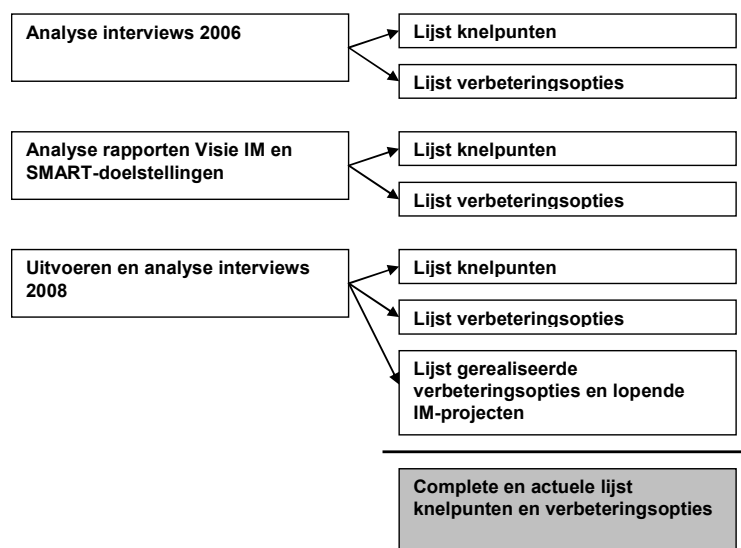 Analyse interviews 2006
Lijst knelpunten
Lijst verbeteringsopties
Analyse rapporten Visie IM en
SMART-doelstellingen
Lijst knelpunten
Lijst verbeteringsopties
Uitvoeren en analyse interviews
2008
Lijst knelpunten
Lijst verbeteringsopties
Lijst gerealiseerde
verbeteringsopties en lopende
IM-projecten
Complete en actuele lijst
knelpunten en verbeteringsopties